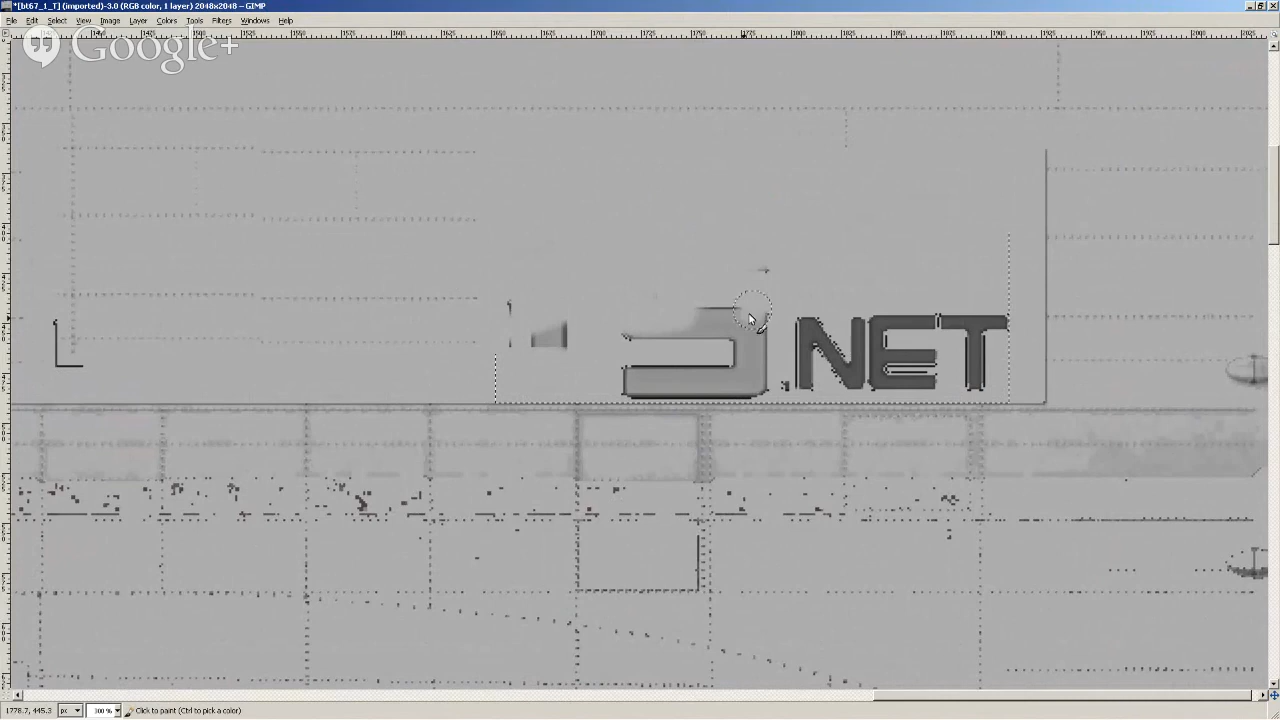 *[bt67_1_T] (imported)-3.0 (RGB color, 1 layer) 2048x2048 – GIMP
File Edit Select View Image Layer Colors Tools Filters Windows Help
Google+
.NET
1778.7, 445.3 px 300 % Click to paint (Ctrl to pick a color)